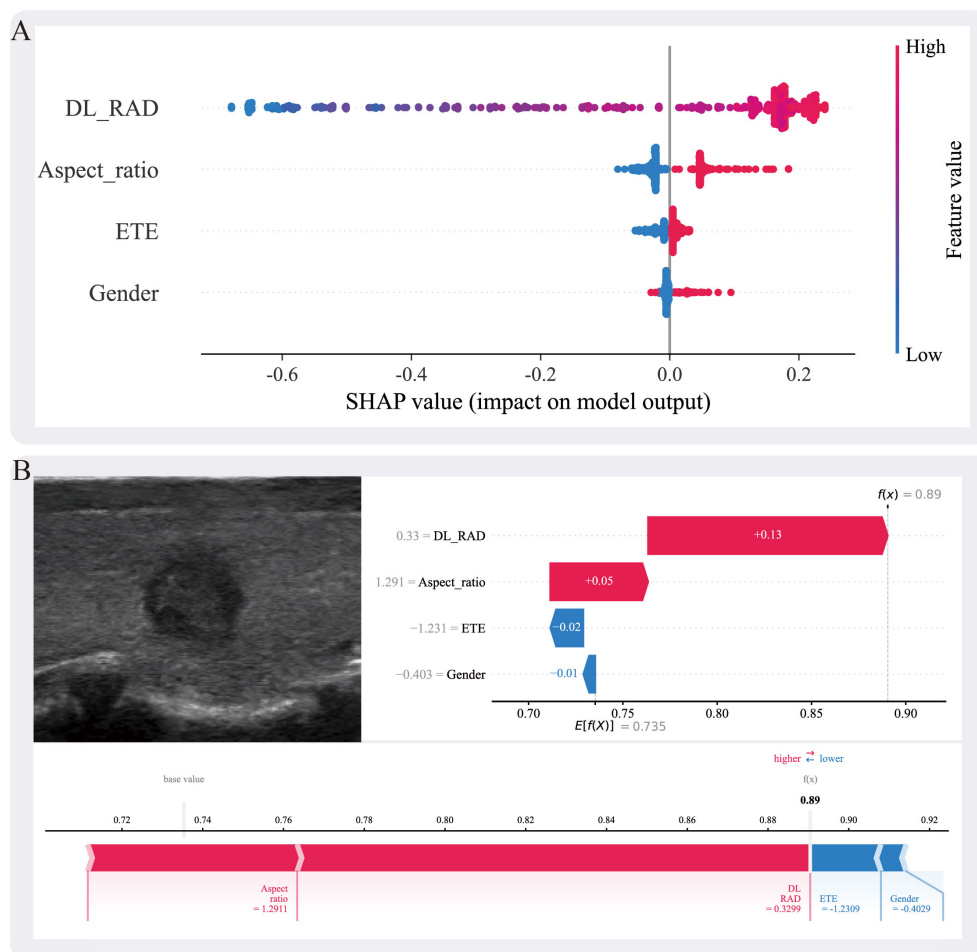 A
High
DL_RAD
Aspect_ratio
ETE
Gender
Feature value
Low
-0.6
-0.4
-0.2
0.0
0.2
SHAP value (impact on model output)
B
f(x) = 0.89
0.33 = DL_RAD
+0.13
1.291 = Aspect_ratio
+0.05
−1.231 = ETE
−0.02
−0.403 = Gender
−0.01
0.70
0.75
0.80
0.85
0.90
E[f(X)] = 0.735
higher ⇄ lower
base value
f(x)
0.89
0.72
0.74
0.76
0.78
0.80
0.82
0.84
0.86
0.88
0.90
0.92
Aspect
ratio
= 1.2911
DL
RAD
= 0.3299
ETE
= -1.2309
Gender
= -0.4029